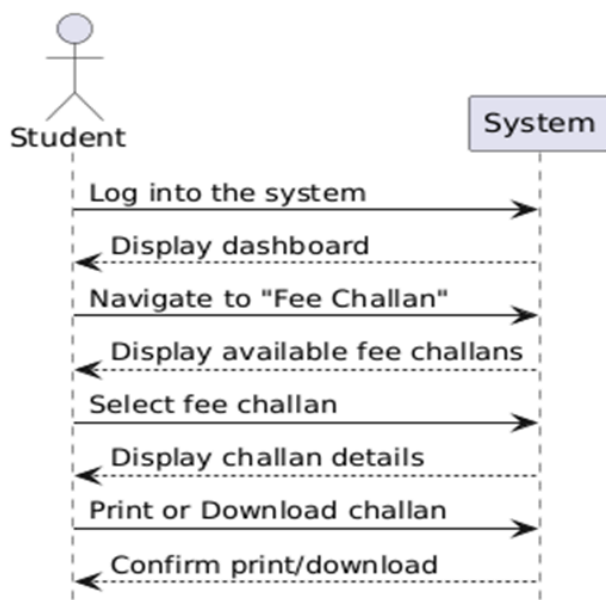 Student
System
Log into the system
Display dashboard
Navigate to "Fee Challan"
Display available fee challans
Select fee challan
Display challan details
Print or Download challan
Confirm print/download